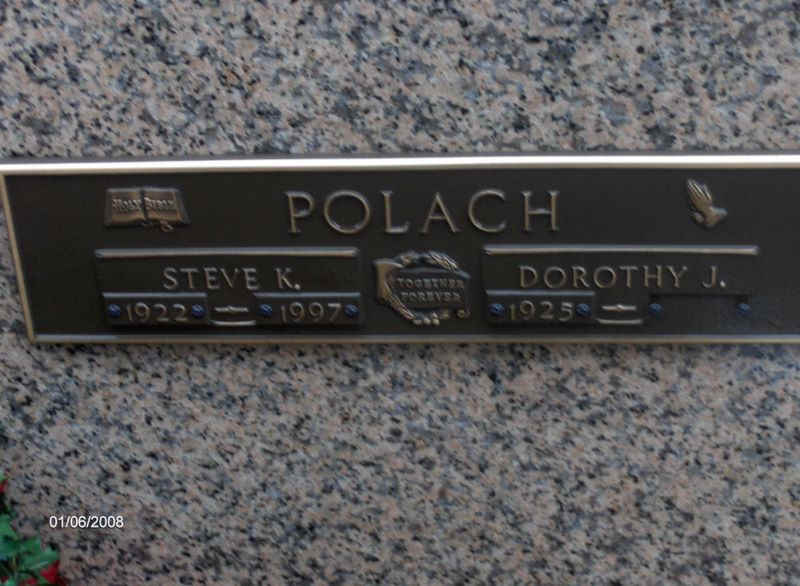 HOLY BIBLE
POLACH
STEVE K.
1922 1997
TOGETHER
FOREVER
DOROTHY J.
1925
01/06/2008